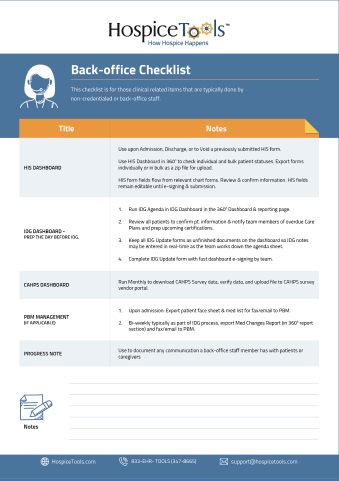 HospiceTools™
How Hospice Happens
Back-office Checklist
This checklist is for those clinical related items that are typically done by
non-credentialed or back-office staff.
Title
Notes
HIS DASHBOARD
Use upon Admission, Discharge, or to Void a previously submitted HIS form.
Use HIS Dashboard in 360° to check individual and bulk patient statuses. Export forms
individually or in bulk as a zip file for upload.
HIS form fields flow from relevant chart forms. Review & confirm information. HIS fields
remain editable until e-signing & submission.
IDG DASHBOARD –
PREP THE DAY BEFORE IDG.
1. Run IDG Agenda in IDG Dashboard in the 360° Dashboard & reporting page.
2. Review all patients to confirm pt. information & notify team members of overdue Care
Plans and prep upcoming certifications.
3. Keep all IDG Update forms as unfinished documents on the dashboard so IDG notes
may be entered in real-time as the team works down the agenda sheet.
4. Complete IDG Update form with fast dashboard e-signing by team.
CAHPS DASHBOARD
Run Monthly to download CAHPS Survey data, verify data, and upload file to CAHPS survey
vendor portal.
PBM MANAGEMENT
(IF APPLICABLE)
1. Upon admission: Export patient face sheet & med list for fax/email to PBM.
2. Bi-weekly typically as part of IDG process, export Med Changes Report (in 360° report
section) and fax/email to PBM.
PROGRESS NOTE
Use to document any communication a back-office staff member has with patients or
caregivers
Notes
HospiceTools.com
833-EHR- TOOLS (347-8665)
support@hospicetools.com